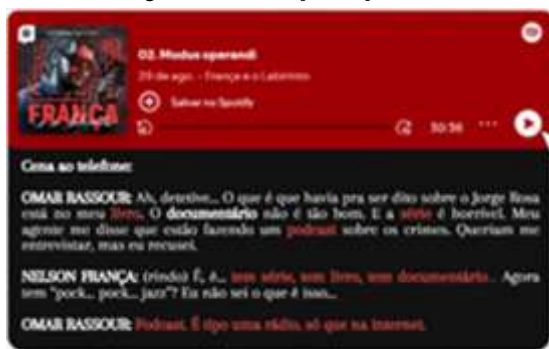 02. Modus operandi
29 de ago. - França e o Labirinto
Salvar no Spotify
FRANÇA
30:36
Cena ao telefone:
OMAR RASSOUR: Ah, detetive... O que é que havia pra ser dito sobre o Jorge Rosa
está no meu livro. O documentário não é tão bom. E a série é horrível. Meu
agente me disse que estão fazendo um podcast sobre os crimes. Queriam me
entrevistar, mas eu recusei.
NELSON FRANÇA: (rindo) É, é... tem série, tem livro, tem documentário... Agora
tem "pock... pock... jazz"? Eu não sei o que é isso...
OMAR RASSOUR: Podcast. É tipo uma rádio, só que na internet.